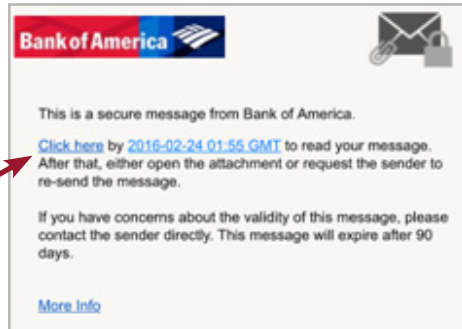 Bank of America
This is a secure message from Bank of America.
Click here by 2016-02-24 01:55 GMT to read your message.
After that, either open the attachment or request the sender to
re-send the message.
If you have concerns about the validity of this message, please
contact the sender directly. This message will expire after 90
days.
More Info